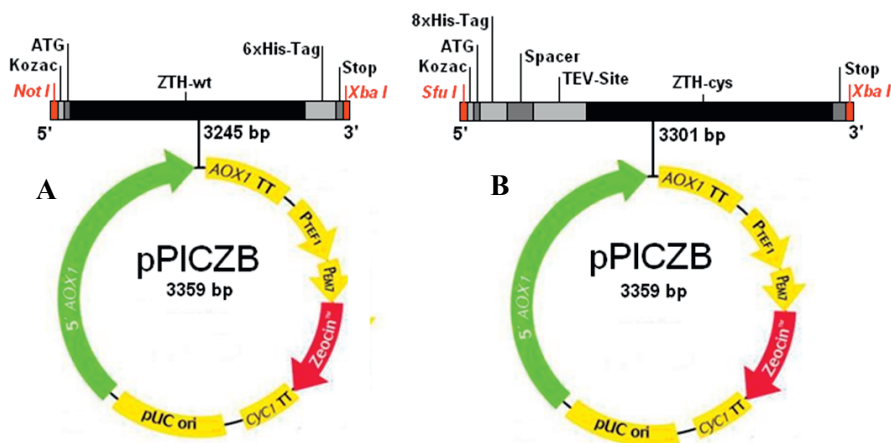 ATG
Kozac
Not I
ZTH-wt
6xHis-Tag
Stop
Xba I
5'
3245 bp
3'
A
AOX1 TT
PTEF1
PEM7
Zeocin™
CYC1 TT
pUC ori
5´ AOX1
pPICZB
3359 bp
8xHis-Tag
ATG
Kozac
Sfu I
Spacer
TEV-Site
ZTH-cys
Stop
Xba I
5'
3301 bp
3'
B
AOX1 TT
PTEF1
PEM7
Zeocin™
CYC1 TT
pUC ori
5´ AOX1
pPICZB
3359 bp